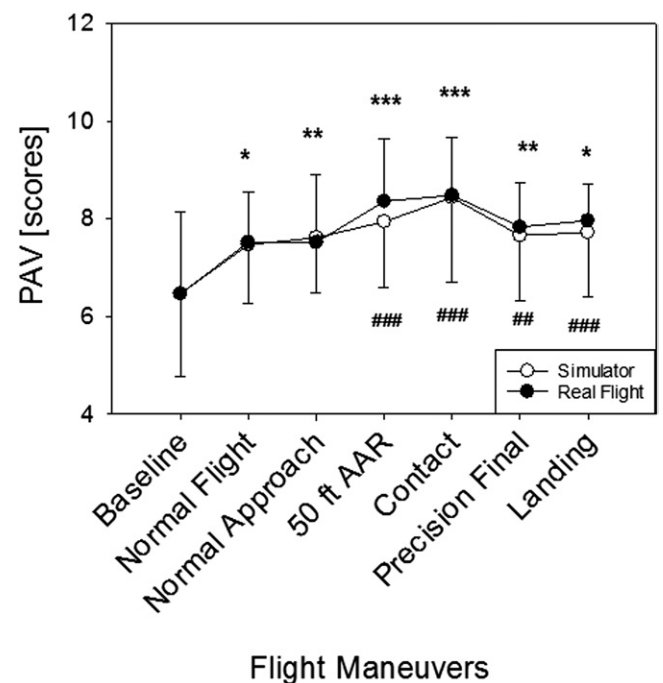 12
10
8
6
4
PAV [scores]
* ** *** *** ** *
### ### ## ###
Simulator
Real Flight
Baseline
Normal Flight
Normal Approach
50 ft AAR
Contact
Precision Final
Landing
Flight Maneuvers